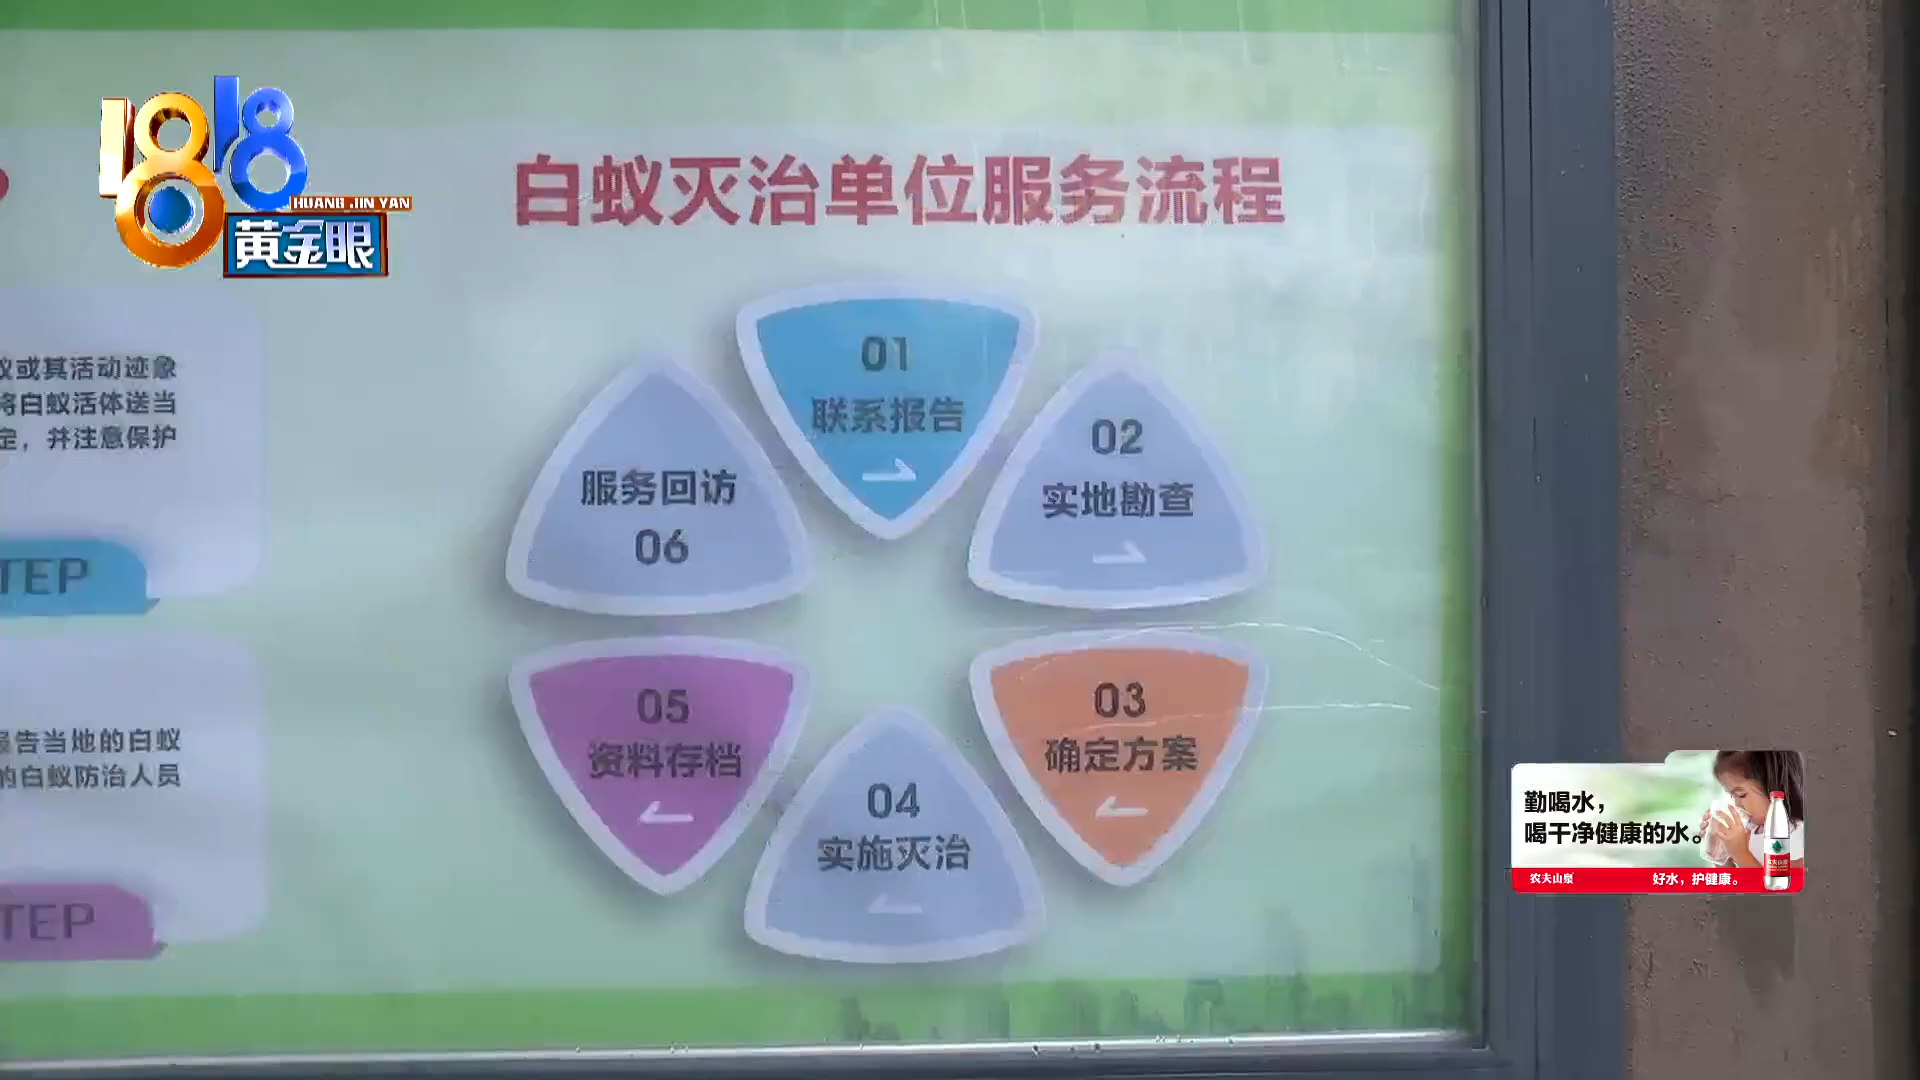 1818
HUANG JIN YAN
黄金眼
白蚁灭治单位服务流程
01
联系报告
02
实地勘查
03
确定方案
04
实施灭治
05
资料存档
服务回访
06
或其活动迹象
将白蚁活体送当
定，并注意保护
TEP
报告当地的白蚁
的白蚁防治人员
TEP
勤喝水，
喝干净健康的水。
农夫山泉
好水，护健康。